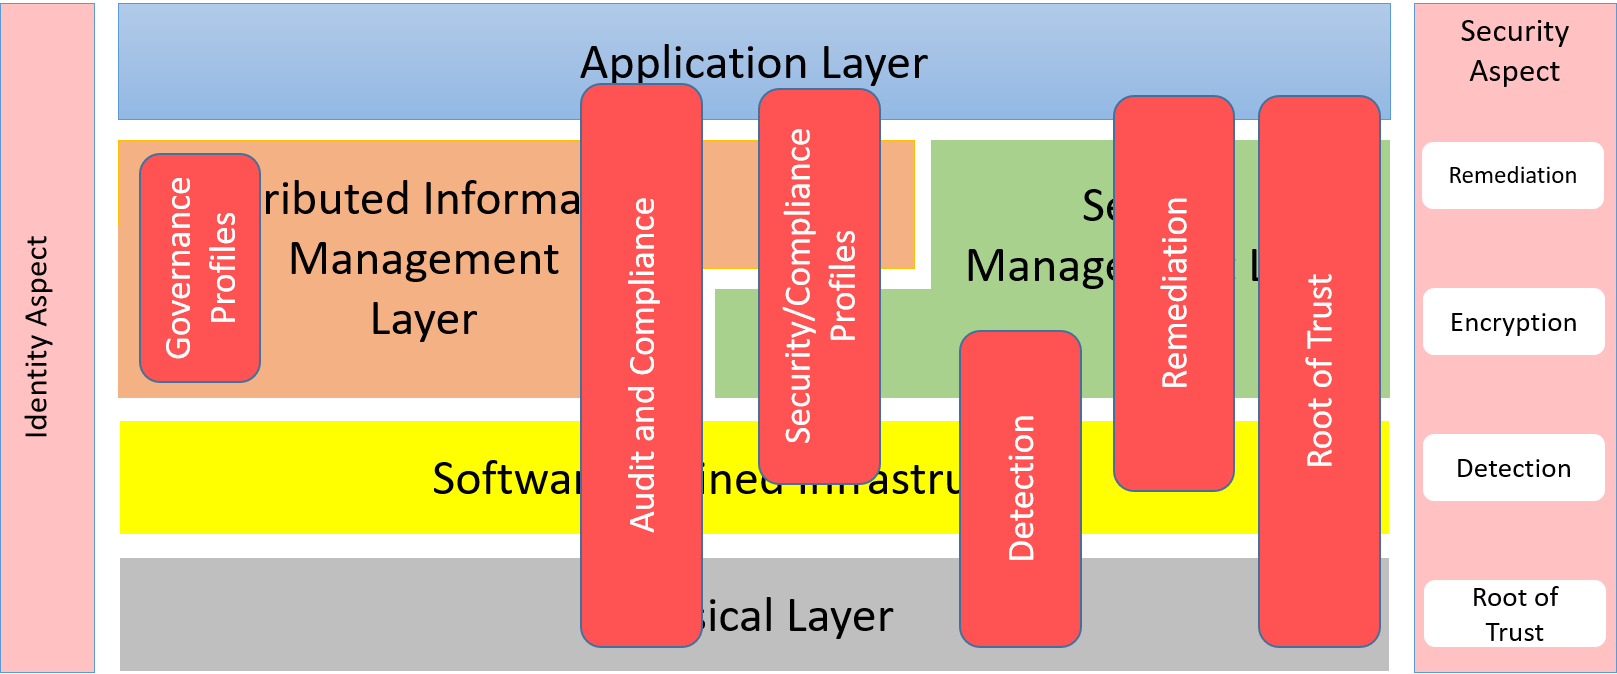 Identity Aspect
Application Layer
ributed Informa
Management
Layer
Governance
Profiles
Audit and Compliance
Security/Compliance
Profiles
Se
Manage
L
Detection
Remediation
Root of Trust
Softwar ined Infrastru
sical Layer
Security
Aspect
Remediation
Encryption
Detection
Root of
Trust